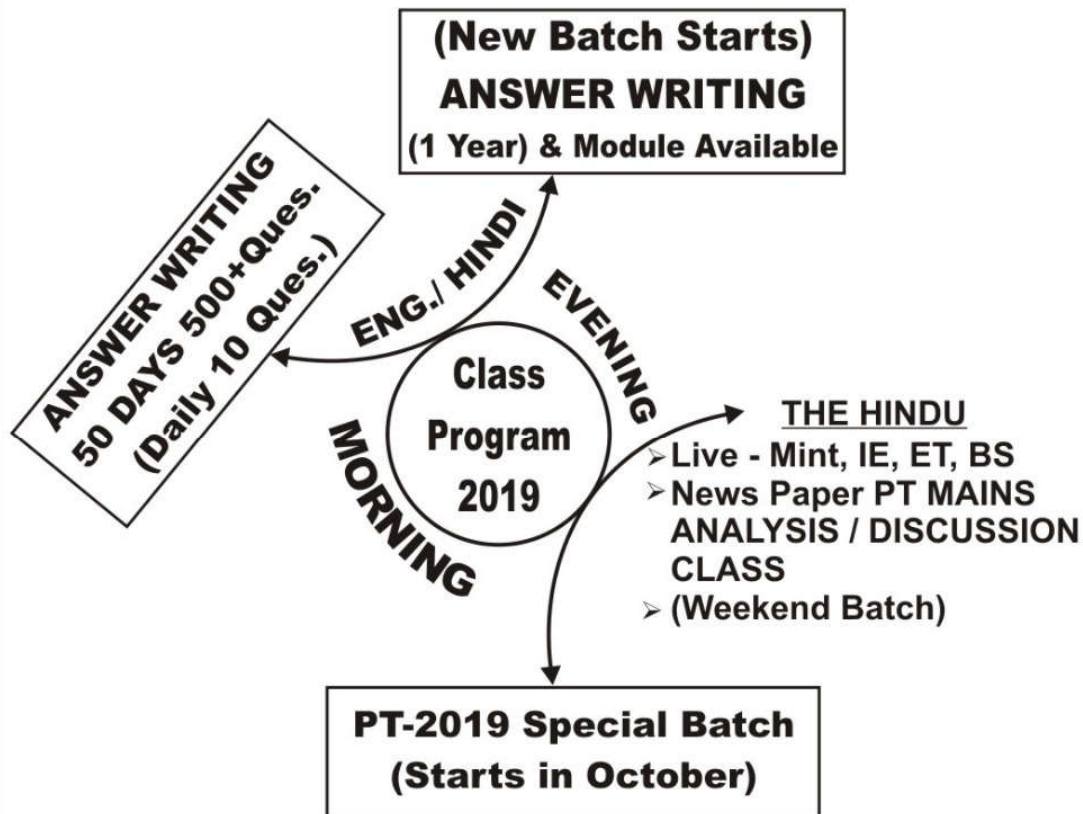 (New Batch Starts)
ANSWER WRITING
(1 Year) & Module Available
ANSWER WRITING
50 DAYS 500+Ques.
(Daily 10 Ques.)
ENG./ HINDI
EVENING
MORNING
Class
Program
2019
THE HINDU
➢ Live - Mint, IE, ET, BS
➢ News Paper PT MAINS
ANALYSIS / DISCUSSION
CLASS
➢ (Weekend Batch)
PT-2019 Special Batch
(Starts in October)